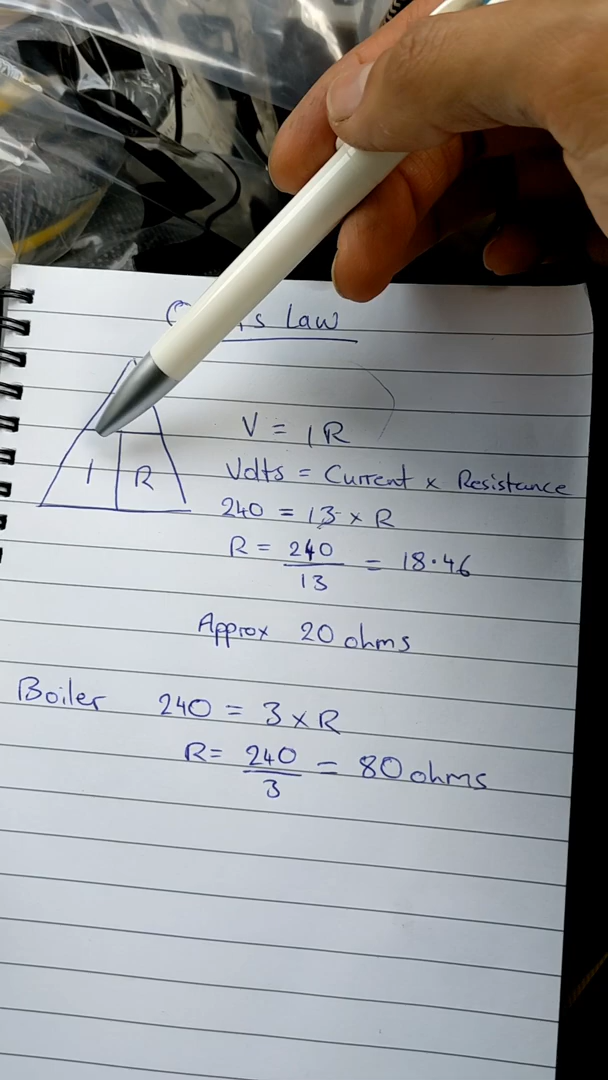 s Law
V = IR
I R
Volts = Current x Resistance
240 = 13 x R
R = 240/13 = 18.46
Approx 20 ohms
Boiler 240 = 3 x R
R = 240/3 = 80 ohms